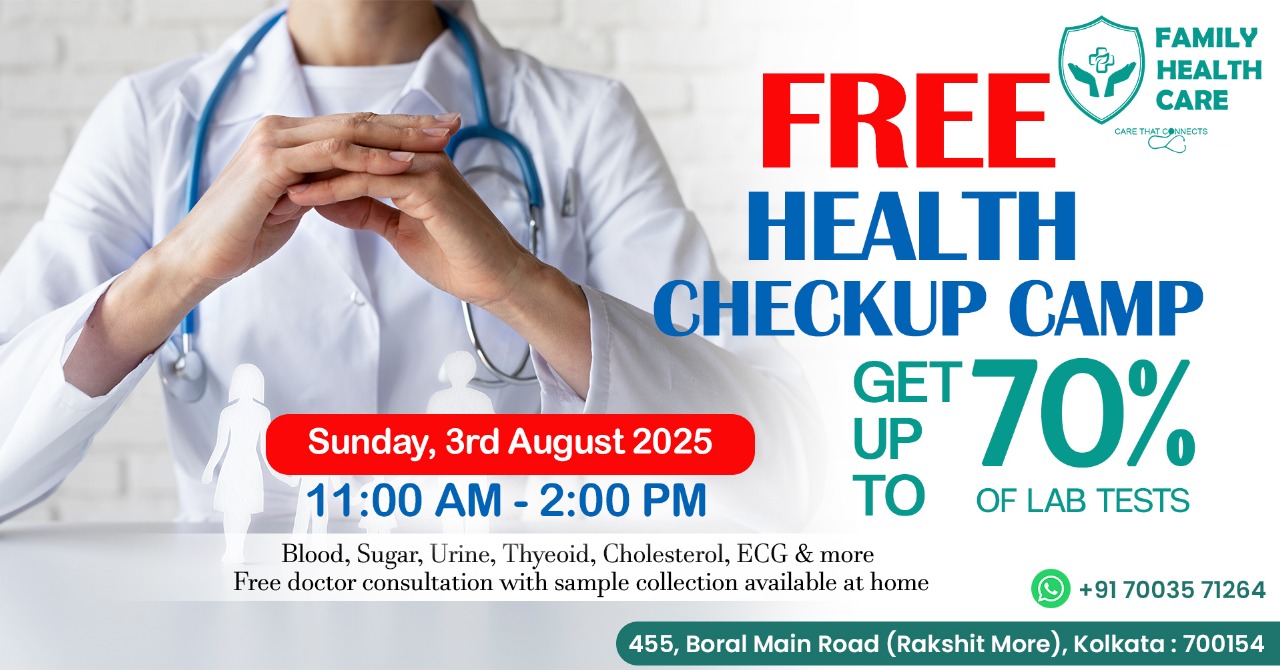 FAMILY
HEALTH
CARE
CARE THAT CONNECTS
FREE
HEALTH
CHECKUP CAMP
GET
UP
TO
70%
OF LAB TESTS
Sunday, 3rd August 2025
11:00 AM - 2:00 PM
Blood, Sugar, Urine, Thyeoid, Cholesterol, ECG & more
Free doctor consultation with sample collection available at home
+91 70035 71264
455, Boral Main Road (Rakshit More), Kolkata : 700154